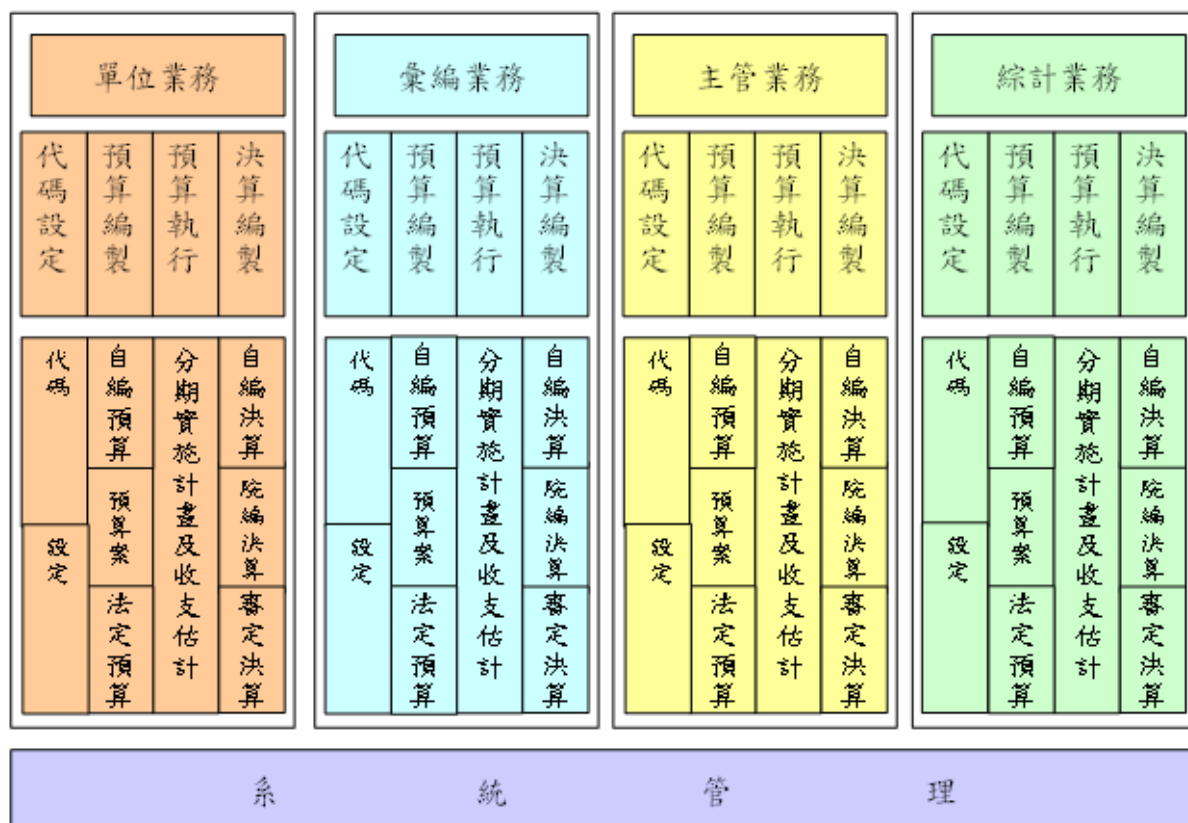 單位業務
代碼設定
預算編製
預算執行
決算編製
代碼
設定
自編預算
預算案
法定預算
分期實施計畫及收支估計
自編決算
院編決算
審定決算
彙編業務
代碼設定
預算編製
預算執行
決算編製
代碼
設定
自編預算
預算案
法定預算
分期實施計畫及收支估計
自編決算
院編決算
審定決算
主管業務
代碼設定
預算編製
預算執行
決算編製
代碼
設定
自編預算
預算案
法定預算
分期實施計畫及收支估計
自編決算
院編決算
審定決算
綜計業務
代碼設定
預算編製
預算執行
決算編製
代碼
設定
自編預算
預算案
法定預算
分期實施計畫及收支估計
自編決算
院編決算
審定決算
系統管理